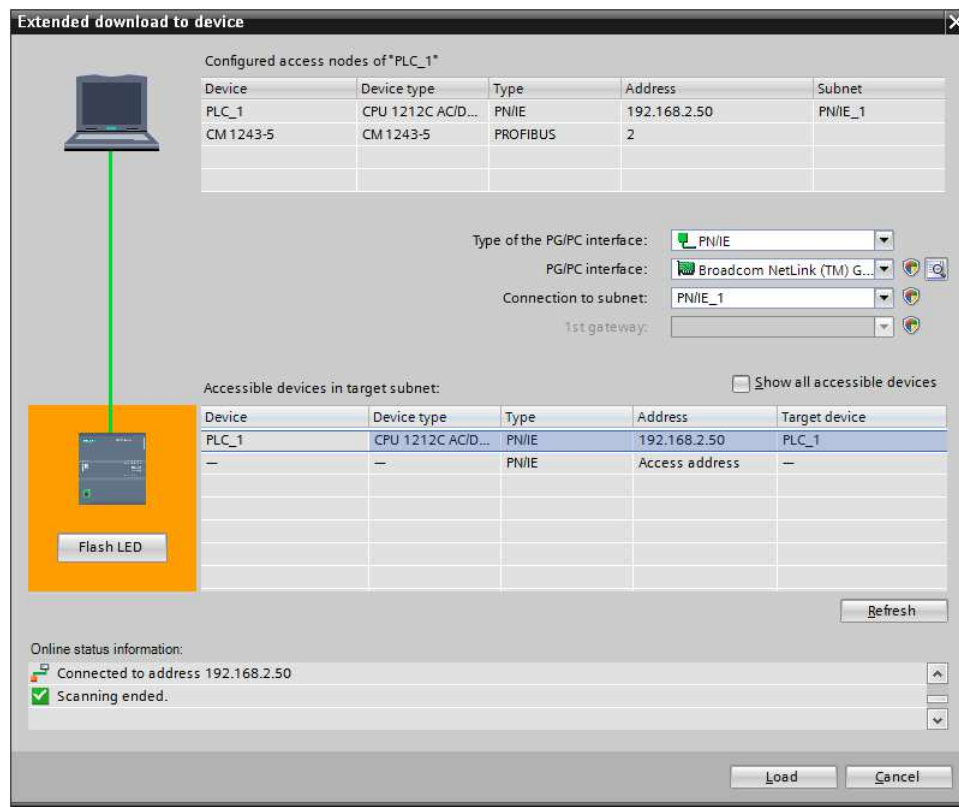 Extended download to device
Configured access nodes of "PLC_1"
Device Device type Type Address Subnet
PLC_1 CPU 1212C AC/D... PN/IE 192.168.2.50 PN/IE_1
CM 1243-5 CM 1243-5 PROFIBUS 2
Type of the PG/PC interface: PN/IE
PG/PC interface: Broadcom NetLink (TM) G...
Connection to subnet: PN/IE_1
1st gateway:
Accessible devices in target subnet: Show all accessible devices
Device Device type Type Address Target device
PLC_1 CPU 1212C AC/D... PN/IE 192.168.2.50 PLC_1
— — PN/IE Access address —
Flash LED
Refresh
Online status information:
Connected to address 192.168.2.50
Scanning ended.
Load Cancel